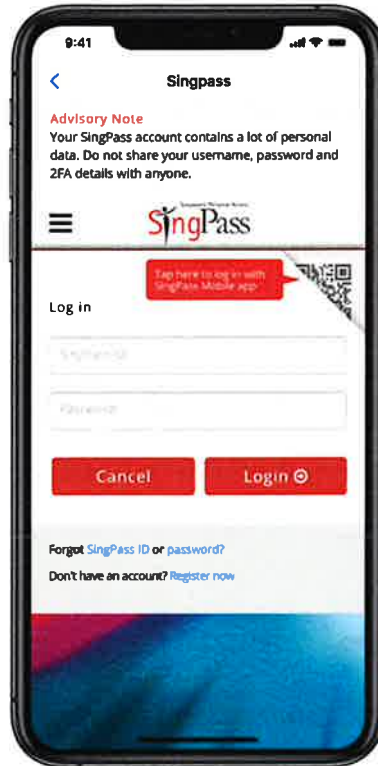 9:41
Singpass
Advisory Note
Your SingPass account contains a lot of personal
data. Do not share your username, password and
2FA details with anyone.
SingPass
Tap here to log in with
SingPass Mobile app
Log in
SingPass ID
Password
Cancel
Login
Forgot SingPass ID or password?
Don't have an account? Register now